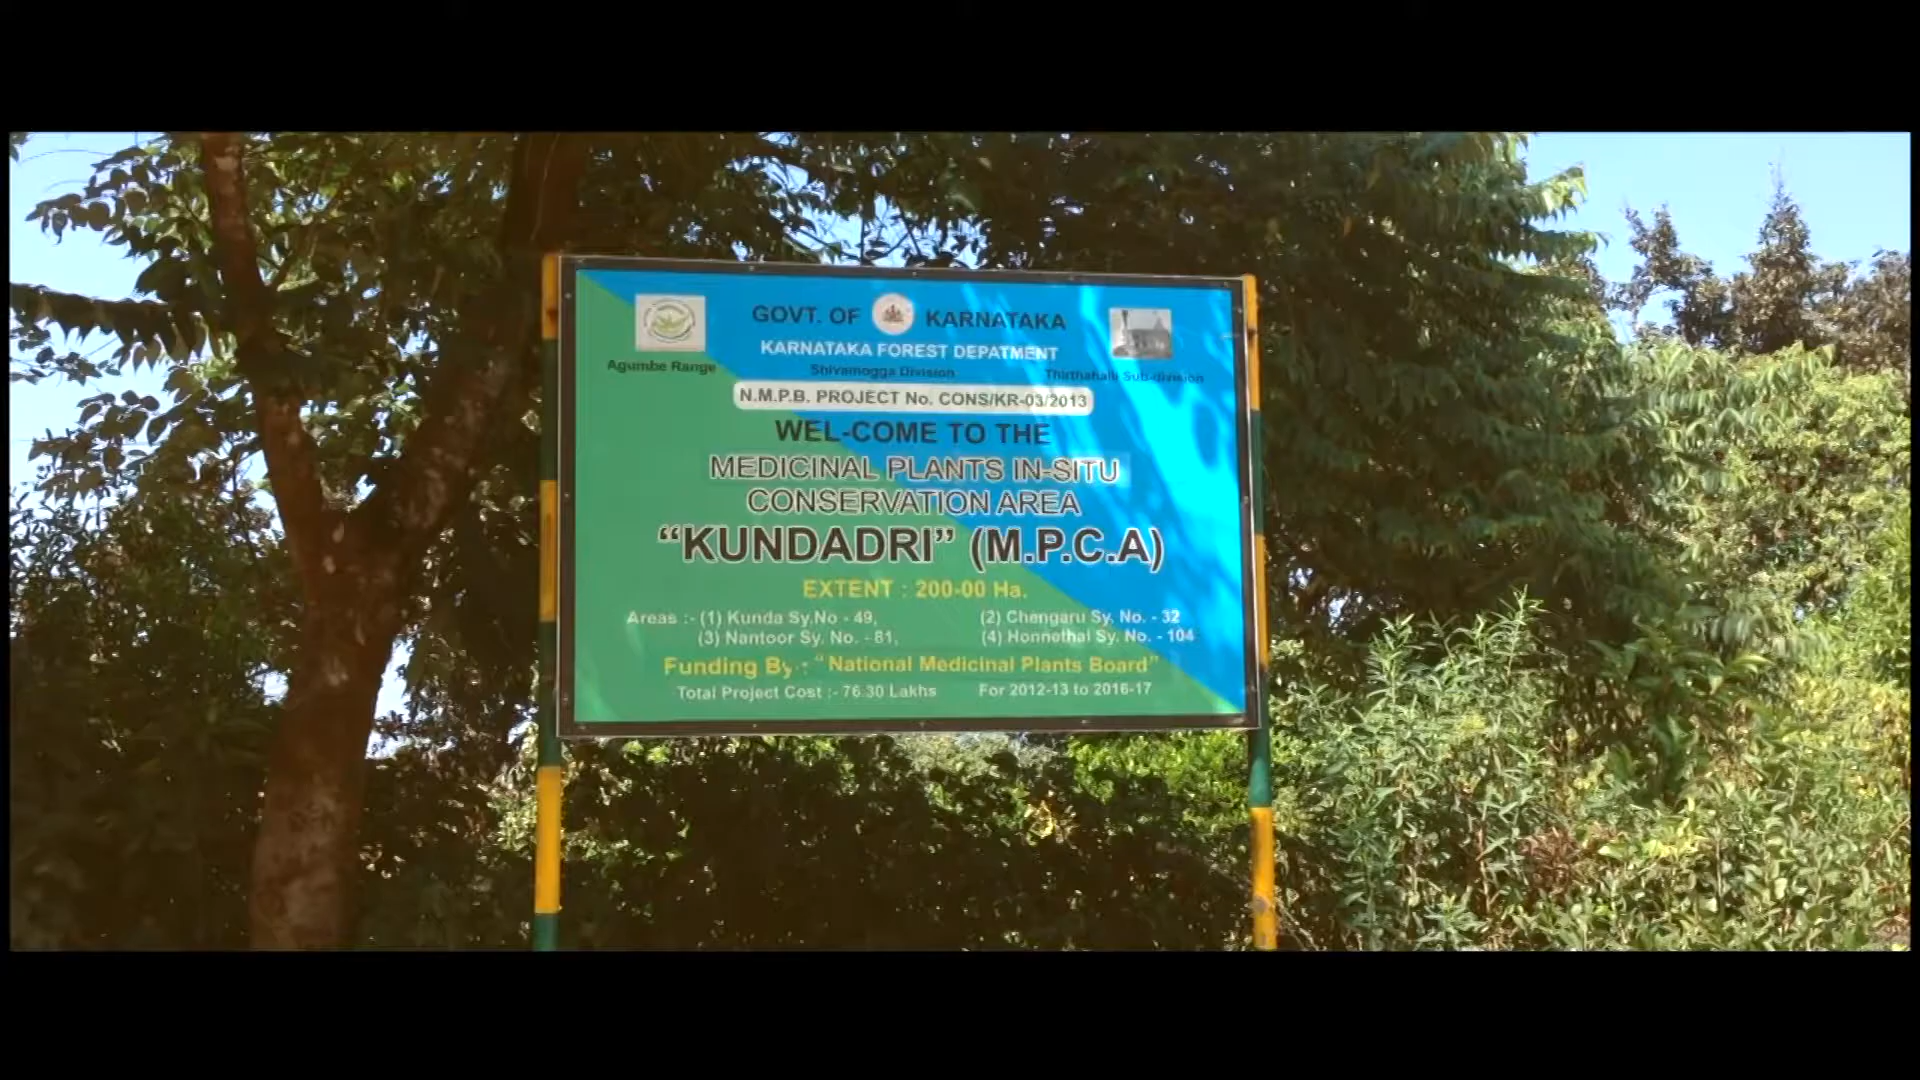 GOVT. OF KARNATAKA
KARNATAKA FOREST DEPATMENT
Agumbe Range Shivamogga Division Thirthahalli Sub-division
N.M.P.B. PROJECT No. CONS/KR-03/2013
WEL-COME TO THE
MEDICINAL PLANTS IN-SITU
CONSERVATION AREA
“KUNDADRI” (M.P.C.A)
EXTENT : 200-00 Ha.
Areas :- (1) Kunda Sy.No - 49, (2) Chengaru Sy. No. - 32
(3) Nantoor Sy. No. - 81, (4) Honnethal Sy. No. - 104
Funding By :- “National Medicinal Plants Board”
Total Project Cost :- 76.30 Lakhs For 2012-13 to 2016-17